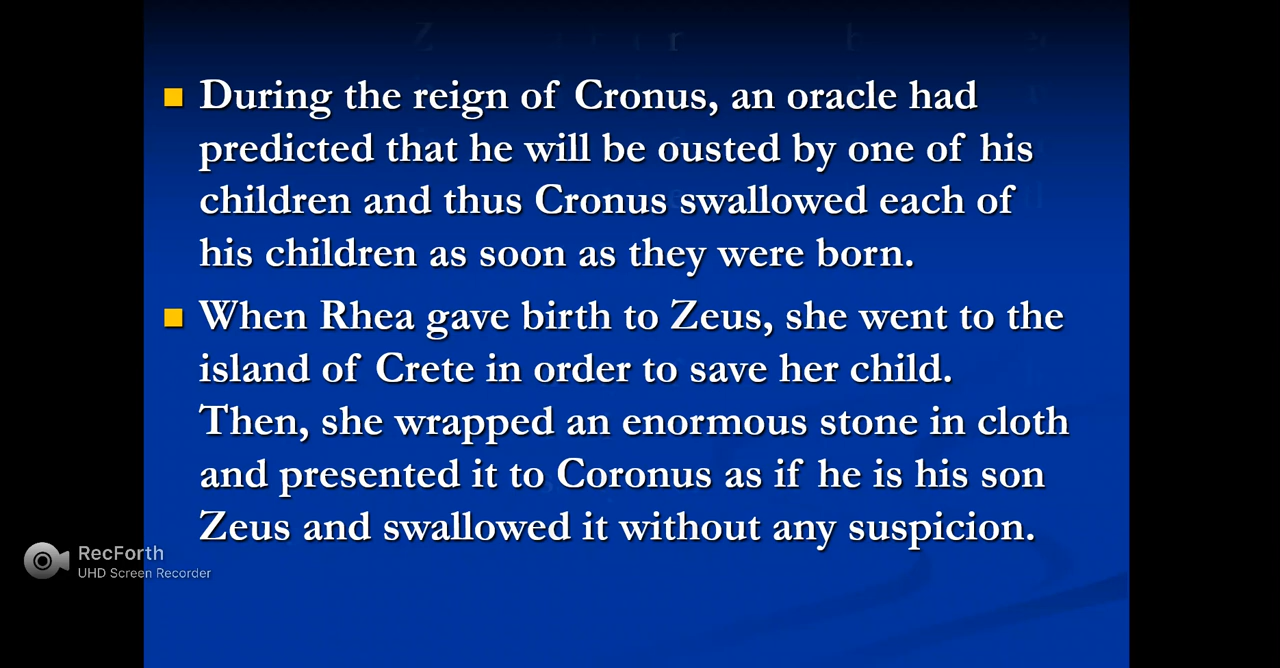 During the reign of Cronus, an oracle had
predicted that he will be ousted by one of his
children and thus Cronus swallowed each of
his children as soon as they were born.
When Rhea gave birth to Zeus, she went to the
island of Crete in order to save her child.
Then, she wrapped an enormous stone in cloth
and presented it to Coronus as if he is his son
Zeus and swallowed it without any suspicion.
RecForth
UHD Screen Recorder